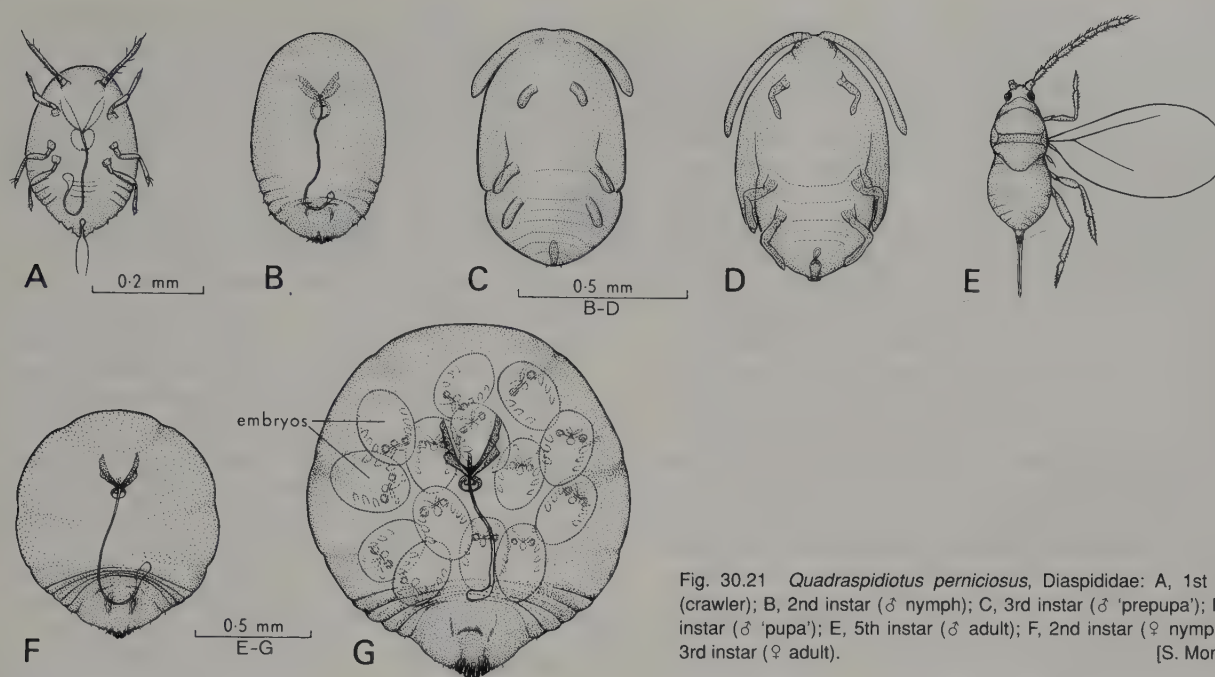 A
0·2 mm
B
C
0·5 mm
B-D
D
E
embryos
F
0·5 mm
E-G
G
Fig. 30.21 Quadraspidiotus perniciosus, Diaspididae: A, 1st
(crawler); B, 2nd instar (♂ nymph); C, 3rd instar (♂ 'prepupa');
instar (♂ 'pupa'); E, 5th instar (♂ adult); F, 2nd instar (♀ nymp
3rd instar (♀ adult).
[S. Mor